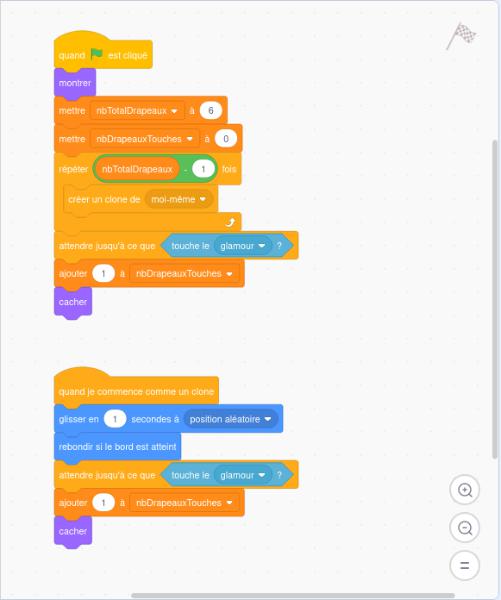 quand est cliqué
montrer
mettre nbTotalDrapeaux à 6
mettre nbDrapeauxTouches à 0
répéter nbTotalDrapeaux - 1 fois
créer un clone de moi-même
attendre jusqu'à ce que touche le glamour ?
ajouter 1 à nbDrapeauxTouches
cacher
quand je commence comme un clone
glisser en 1 secondes à position aléatoire
rebondir si le bord est atteint
attendre jusqu'à ce que touche le glamour ?
ajouter 1 à nbDrapeauxTouches
cacher